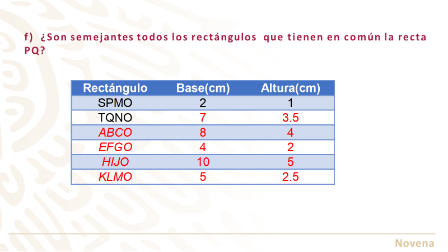 f) ¿Son semejantes todos los rectángulos que tienen en común la recta
PQ?
Rectángulo Base(cm) Altura(cm)
SPMO 2 1
TQNO 7 3.5
ABCO 8 4
EFGO 4 2
HIJO 10 5
KLMO 5 2.5
Novena